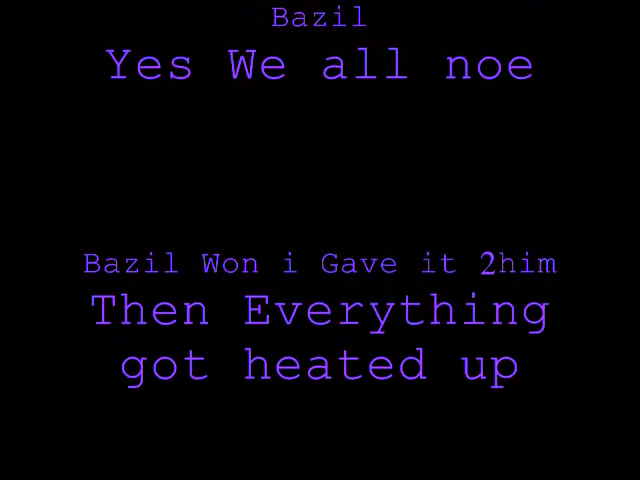 Bazil
Yes We all noe
Bazil Won i Gave it 2him
Then Everything
got heated up